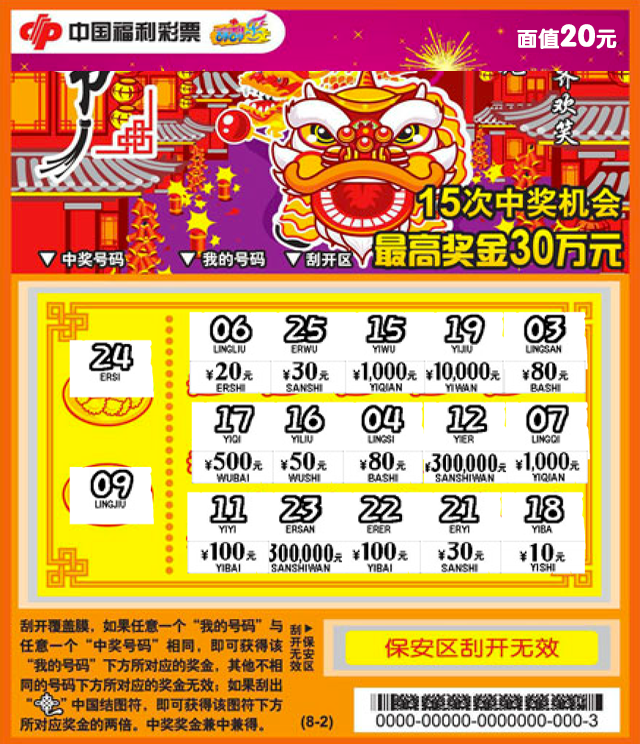 中国福利彩票
面值20元
齐欢笑
15次中奖机会
最高奖金30万元
▼中奖号码 ▼我的号码 ▼刮开区
24
ERSI
09
LINGJIU
06 25 15 19 03
LINGLIU ERWU YIWU YIJIU LINGSAN
¥20元 ¥30元 ¥1,000元 ¥10,000元 ¥80元
ERSHI SANSHI YIQIAN YIWAN BASHI
17 16 04 12 07
YIQI YILIU LINGSI YIER LINGQI
¥500元 ¥50元 ¥80元 ¥300,000元 ¥1,000元
WUBAI WUSHI BASHI SANSHIWAN YIQIAN
11 23 22 21 18
YIYI ERSAN ERER ERYI YIBA
¥100元 300,000元 ¥100元 ¥30元 ¥10元
YIBAI SANSHIWAN YIBAI SANSHI YISHI
刮开覆盖膜，如果任意一个“我的号码”与
任意一个“中奖号码”相同，即可获得该
“我的号码”下方所对应的奖金，其他不相
同的号码下方所对应的奖金无效；如果刮出
“ ”中国结图符，即可获得该图符下方
所对应奖金的两倍。中奖奖金兼中兼得。
(8-2)
▶保安区
刮开无效
保安区刮开无效
0000-00000-0000000-000-3